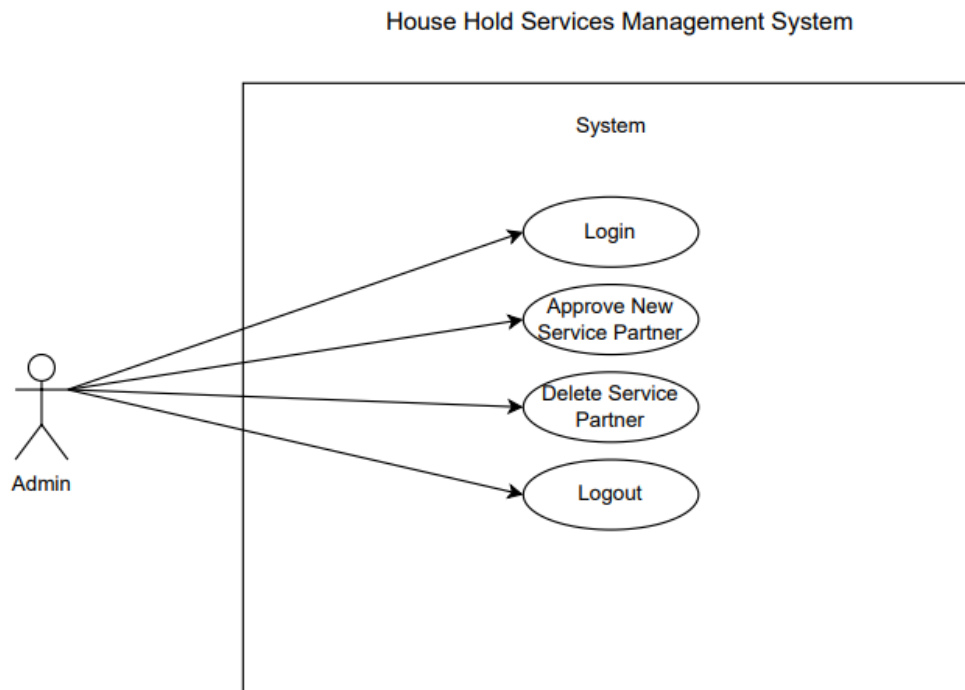 House Hold Services Management System
System
Login
Approve New
Service Partner
Delete Service
Partner
Logout
Admin